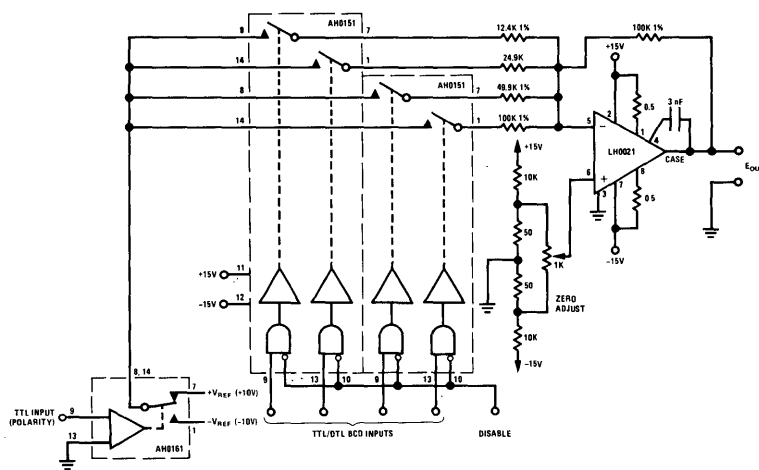 AH0151
9
7
12.4K 1%
100K 1%
14
1
24.9K
+15V
AH0151
8
7
49.9K 1%
0.5
3 nF
14
1
100K 1%
5
2
1
4
−
LH0021
CASE
+15V
6
+
3
7
8
E
10K
0.5
50
1K
-15V
50
ZERO
ADJUST
+15V
11
-15V
12
10K
-15V
8, 14
9
13
10
9
13
10
TTL INPUT
(POLARITY)
9
7
+VREF (+10V)
13
1
-VREF (-10V)
AH0161
TTL/DTL BCD INPUTS
DISABLE